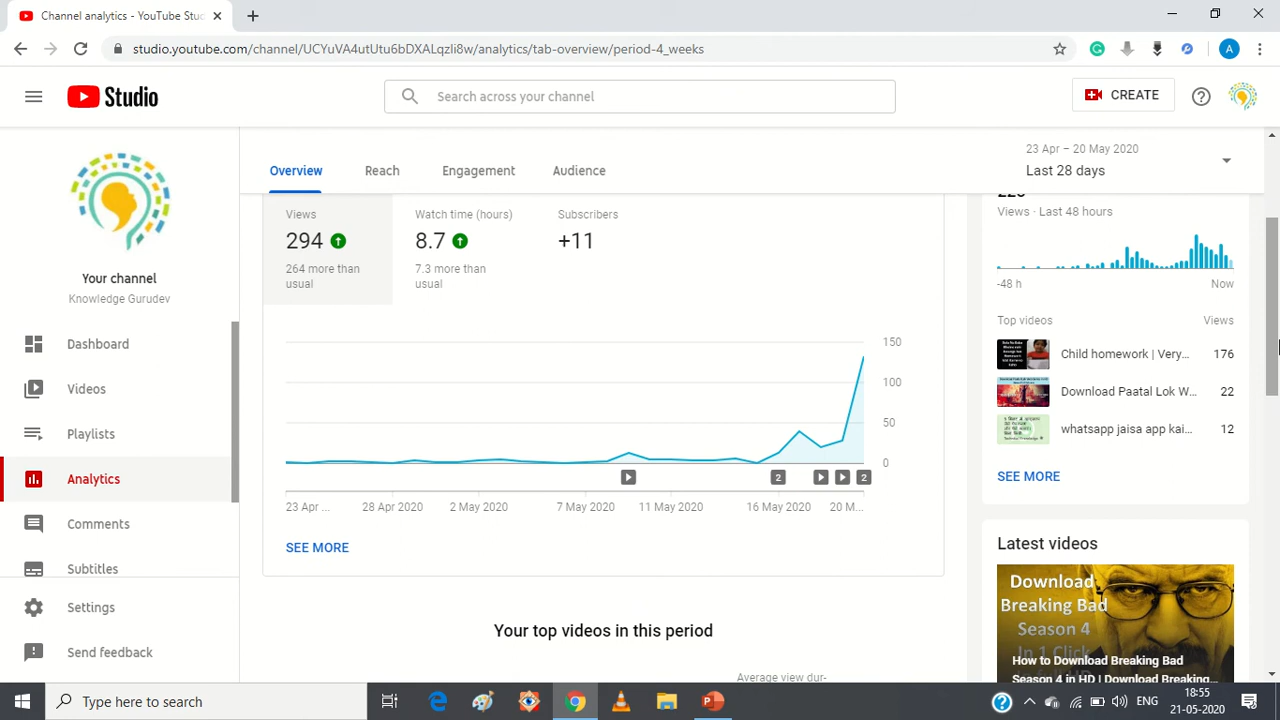 Channel analytics - YouTube Stu
studio.youtube.com/channel/UCYuVA4utUtu6bDXALqzIi8w/analytics/tab-overview/period-4_weeks
A
Studio
Search across your channel
CREATE
Your channel
Knowledge Gurudev
Dashboard
Videos
Playlists
Analytics
Comments
Subtitles
Settings
Send feedback
Overview
Reach
Engagement
Audience
23 Apr – 20 May 2020
Last 28 days
Views
294
264 more than
usual
Watch time (hours)
8.7
7.3 more than
usual
Subscribers
+11
150
100
50
0
2
2
23 Apr ...
28 Apr 2020
2 May 2020
7 May 2020
11 May 2020
16 May 2020
20 M...
SEE MORE
Your top videos in this period
Average view dur-
Views · Last 48 hours
-48 h
Now
Top videos
Views
Child homework | Very...
176
Download Paatal Lok W...
22
whatsapp jaisa app kai...
12
SEE MORE
Latest videos
Download
Breaking Bad
Season 4
In 1 Click
How to Download Breaking Bad
Season 4 in HD | Download Breaking...
Type here to search
ENG
18:55
21-05-2020